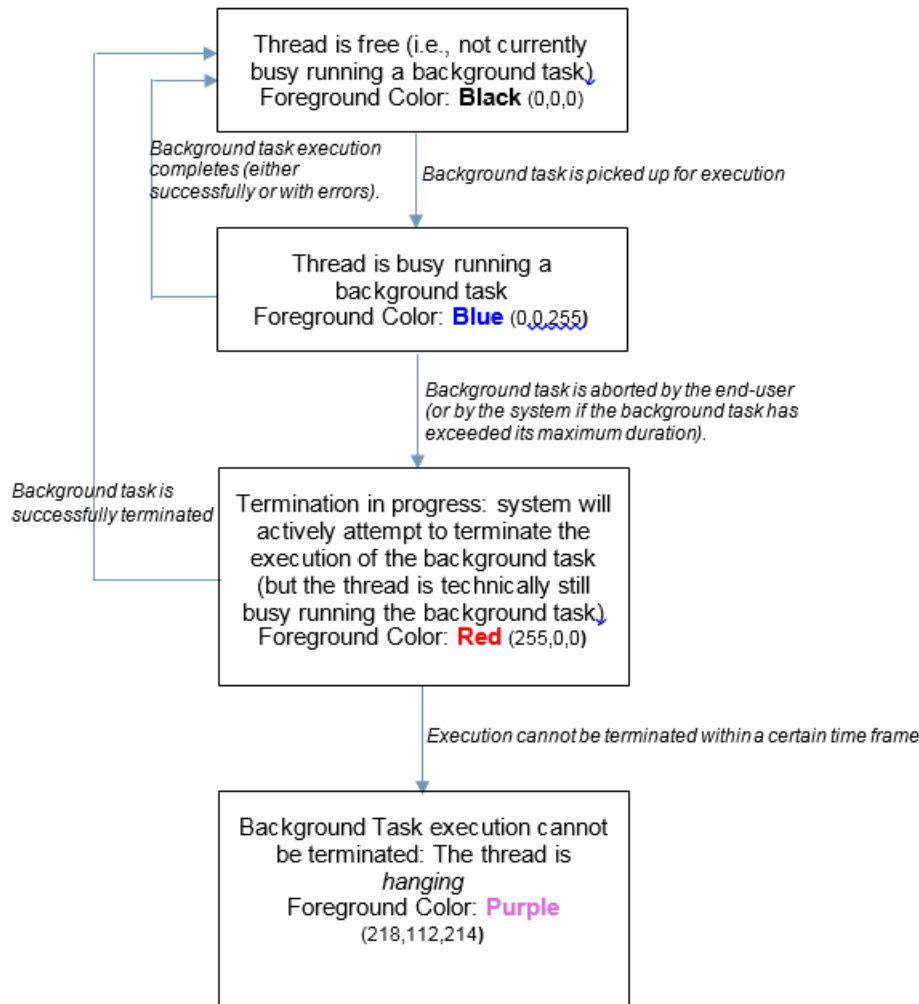 Thread is free (i.e., not currently
busy running a background task)
Foreground Color: Black (0,0,0)
Background task execution
completes (either
successfully or with errors).
Background task is picked up for execution
Thread is busy running a
background task
Foreground Color: Blue (0,0,255)
Background task is aborted by the end-user
(or by the system if the background task has
exceeded its maximum duration).
Background task is
successfully terminated
Termination in progress: system will
actively attempt to terminate the
execution of the background task
(but the thread is technically still
busy running the background task)
Foreground Color: Red (255,0,0)
Execution cannot be terminated within a certain time frame
Background Task execution cannot
be terminated: The thread is
hanging
Foreground Color: Purple
(218,112,214)